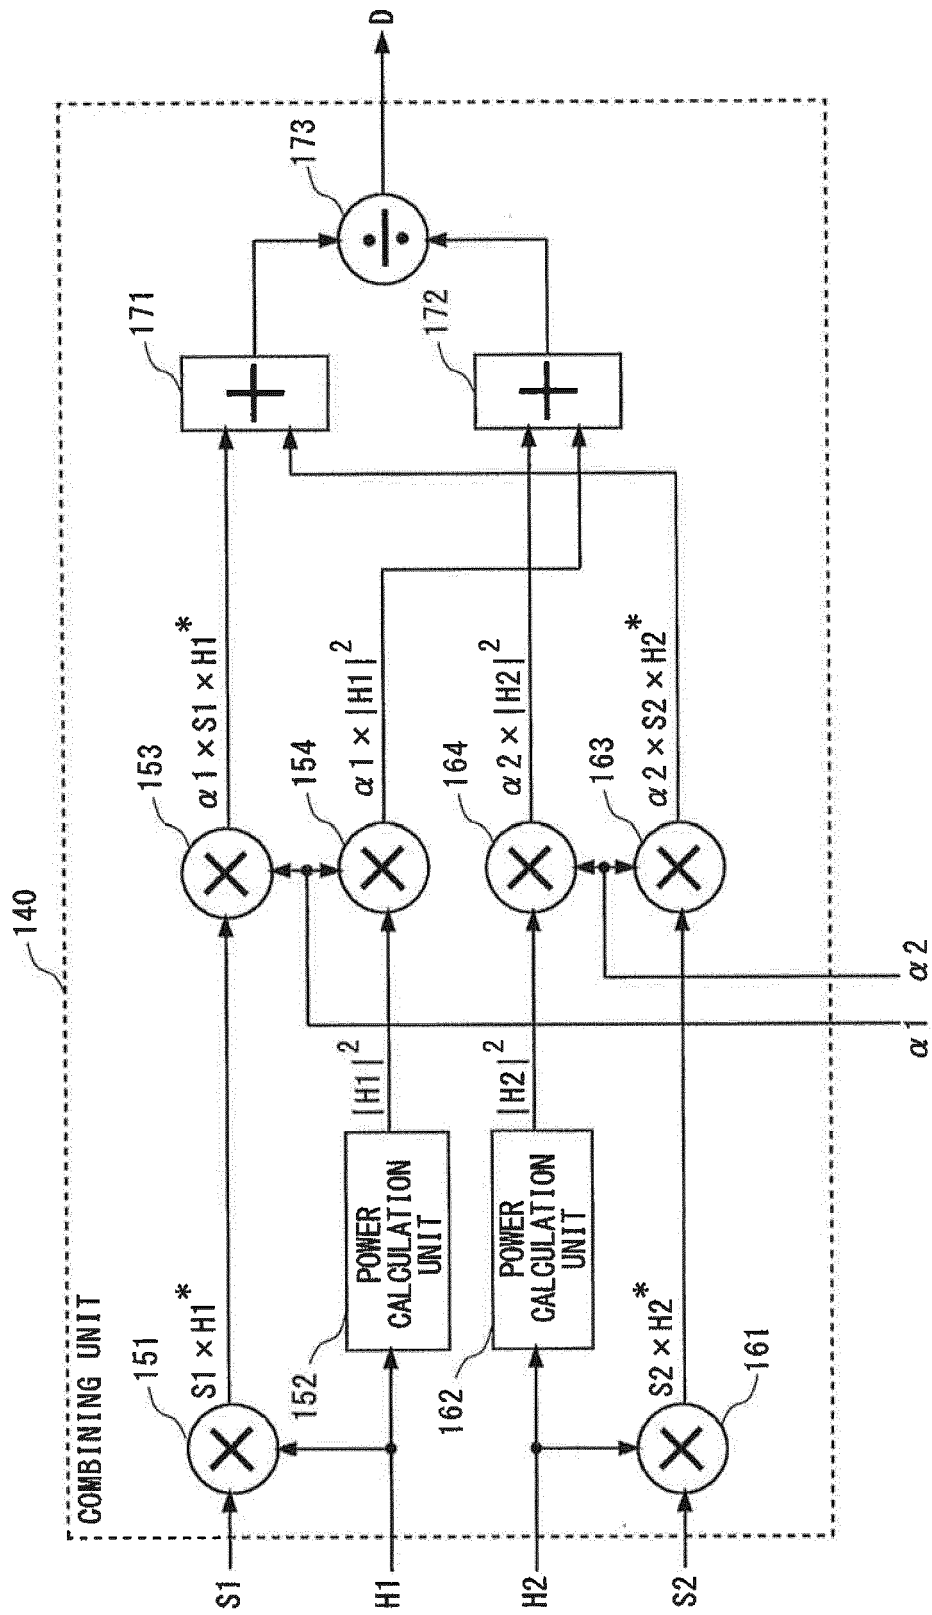 140
COMBINING UNIT
S1
151
S1×H1*
153
α1×S1×H1*
171
H1
152
POWER
CALCULATION
UNIT
|H1|²
154
α1×|H1|²
173
D
H2
162
POWER
CALCULATION
UNIT
|H2|²
164
α2×|H2|²
172
S2
161
S2×H2*
163
α2×S2×H2*
α1
α2